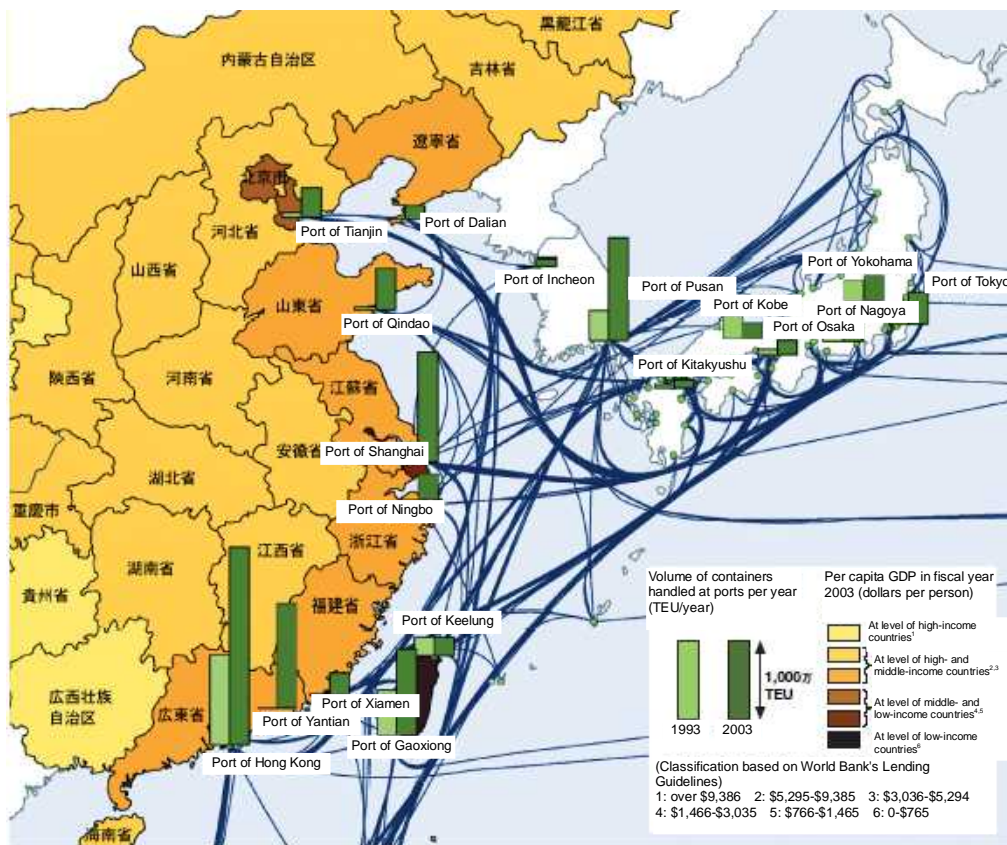 黒龍江省
内蒙古自治区
吉林省
遼寧省
北京市
Port of Dalian
Port of Tianjin
河北省
山西省
Port of Yokohama
Port of Incheon
Port of Pusan
Port of Tokyo
山東省
Port of Kobe
Port of Nagoya
Port of Qindao
Port of Osaka
Port of Kitakyushu
陕西省
河南省
江蘇省
安徽省
Port of Shanghai
湖北省
重慶市
Port of Ningbo
浙江省
江西省
湖南省
貴州省
福建省
Port of Keelung
広西壮族
自治区
広東省
Port of Xiamen
Port of Yantian
Port of Gaoxiong
Port of Hong Kong
海南省
Volume of containers
handled at ports per year
(TEU/year)
1,000万
TEU
1993 2003
Per capita GDP in fiscal year
2003 (dollars per person)
At level of high-income
countries1
At level of high- and
middle-income countries2,3
At level of middle- and
low-income countries4,5
At level of low-income
countries6
(Classification based on World Bank's Lending
Guidelines)
1: over $9,386 2: $5,295-$9,385 3: $3,036-$5,294
4: $1,466-$3,035 5: $766-$1,465 6: 0-$765